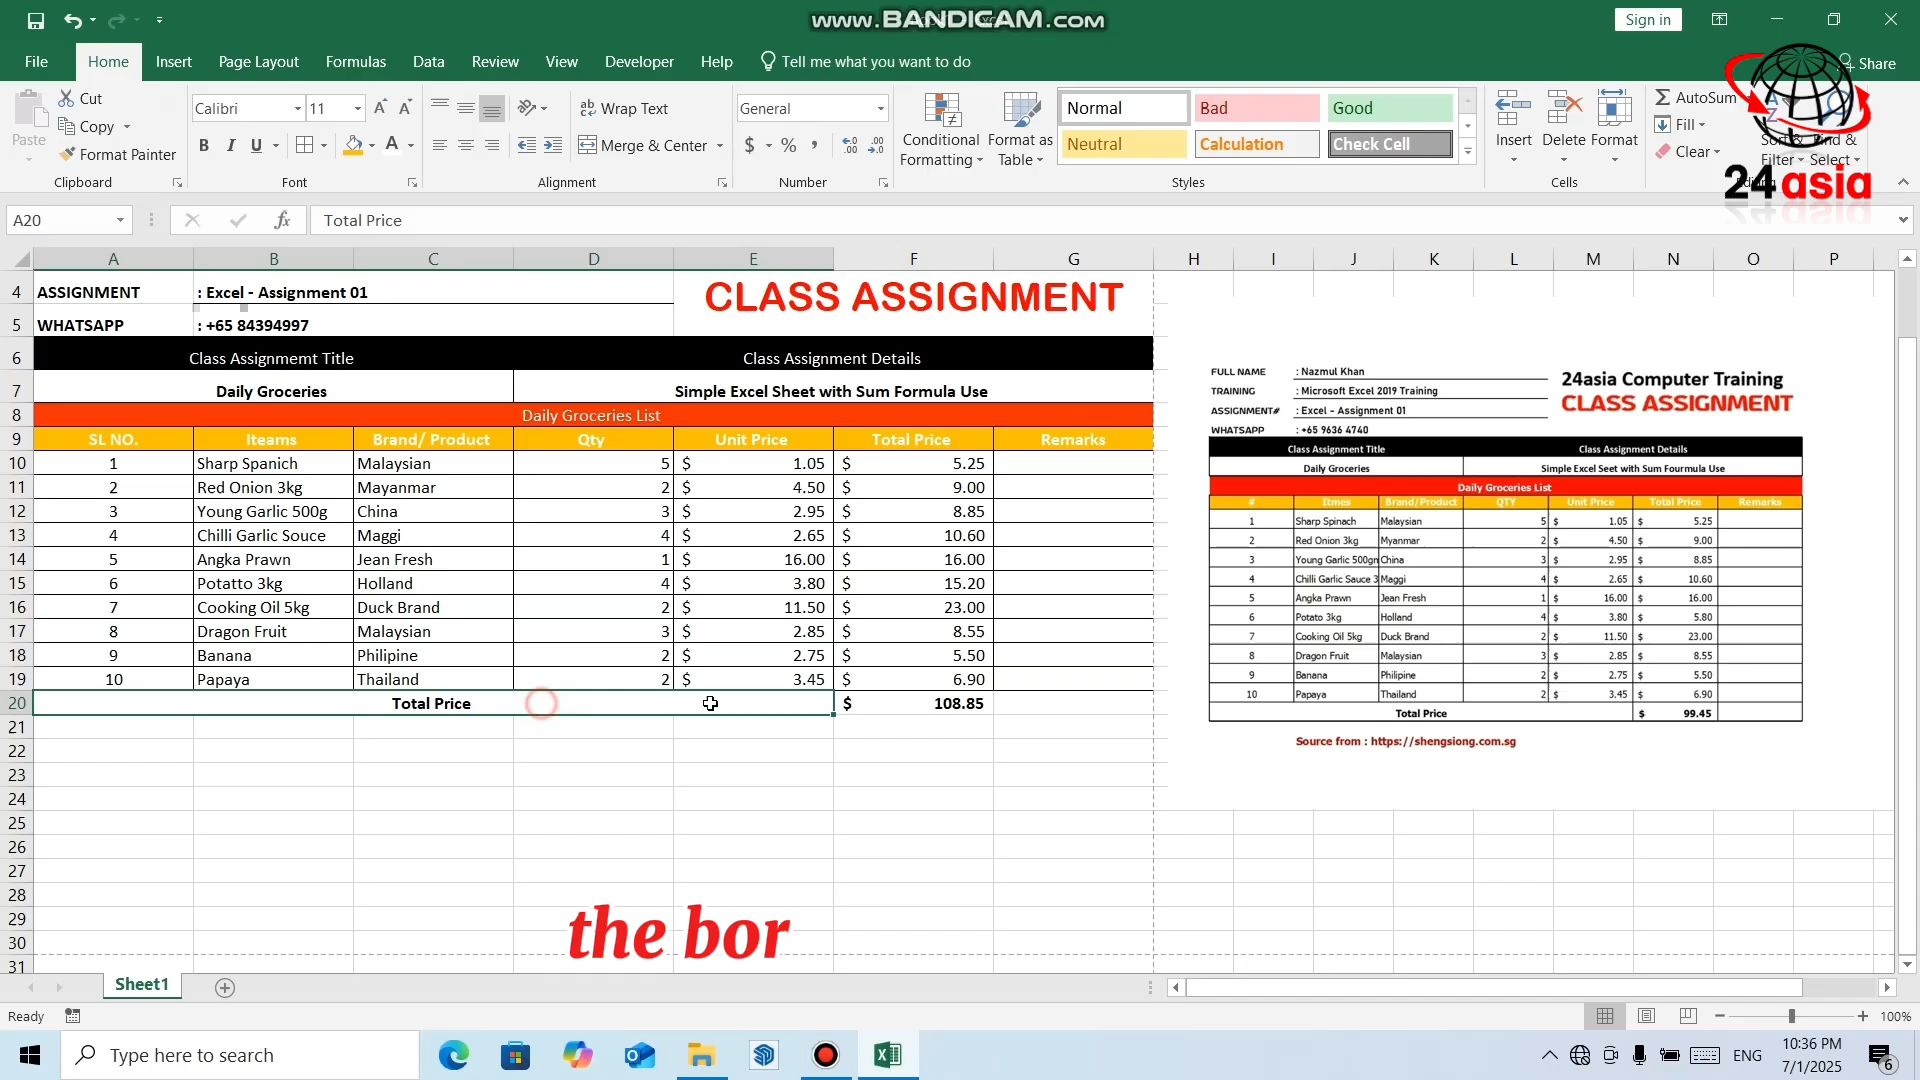 www.BANDICAM.com
Sign in
File Home Insert Page Layout Formulas Data Review View Developer Help Tell me what you want to do Share
Paste Cut Copy Format Painter Clipboard
Calibri 11 B I U A Font
Wrap Text Merge & Center Alignment
General $ % , Number
Conditional Formatting Format as Table
Normal Bad Good
Neutral Calculation Check Cell
Styles
Insert Delete Format Cells
AutoSum Fill Clear
Filter Select
24asia
A20 fx Total Price
A B C D E F G H I J K L M N O P
4 ASSIGNMENT : Excel - Assignment 01 CLASS ASSIGNMENT
5 WHATSAPP : +65 84394997
6 Class Assignmemt Title Class Assignment Details
7 Daily Groceries Simple Excel Sheet with Sum Formula Use
8 Daily Groceries List
9 SL NO. Iteams Brand/ Product Qty Unit Price Total Price Remarks
10 1 Sharp Spanich Malaysian 5 $ 1.05 $ 5.25
11 2 Red Onion 3kg Mayanmar 2 $ 4.50 $ 9.00
12 3 Young Garlic 500g China 3 $ 2.95 $ 8.85
13 4 Chilli Garlic Souce Maggi 4 $ 2.65 $ 10.60
14 5 Angka Prawn Jean Fresh 1 $ 16.00 $ 16.00
15 6 Potatto 3kg Holland 4 $ 3.80 $ 15.20
16 7 Cooking Oil 5kg Duck Brand 2 $ 11.50 $ 23.00
17 8 Dragon Fruit Malaysian 3 $ 2.85 $ 8.55
18 9 Banana Philipine 2 $ 2.75 $ 5.50
19 10 Papaya Thailand 2 $ 3.45 $ 6.90
20 Total Price $ 108.85
21
22
23
24
25
26
27
28
29
30
31
FULL NAME : Nazmul Khan
TRAINING : Microsoft Excel 2019 Training
ASSIGNMENT# : Excel - Assignment 01
WHATSAPP : +65 9636 4740
24asia Computer Training
CLASS ASSIGNMENT
Class Assignment Title Class Assignment Details
Daily Groceries Simple Excel Seet with Sum Fourmula Use
Daily Groceries List
# Itmes Brand/Product QTY Unit Price Total Price Remarks
1 Sharp Spinach Malaysian 5 $ 1.05 $ 5.25
2 Red Onion 3kg Myanmar 2 $ 4.50 $ 9.00
3 Young Garlic 500gn China 3 $ 2.95 $ 8.85
4 Chilli Garlic Sauce 3 Maggi 4 $ 2.65 $ 10.60
5 Angka Prawn Jean Fresh 1 $ 16.00 $ 16.00
6 Potato 3kg Holland 4 $ 3.80 $ 5.80
7 Cooking Oil 5kg Duck Brand 2 $ 11.50 $ 23.00
8 Dragon Fruit Malaysian 3 $ 2.85 $ 8.55
9 Banana Philipine 2 $ 2.75 $ 5.50
10 Papaya Thailand 2 $ 3.45 $ 6.90
Total Price $ 99.45
Source from : https://shengsiong.com.sg
the bor
Sheet1
Ready 100%
Type here to search
ENG 10:36 PM
7/1/2025 6